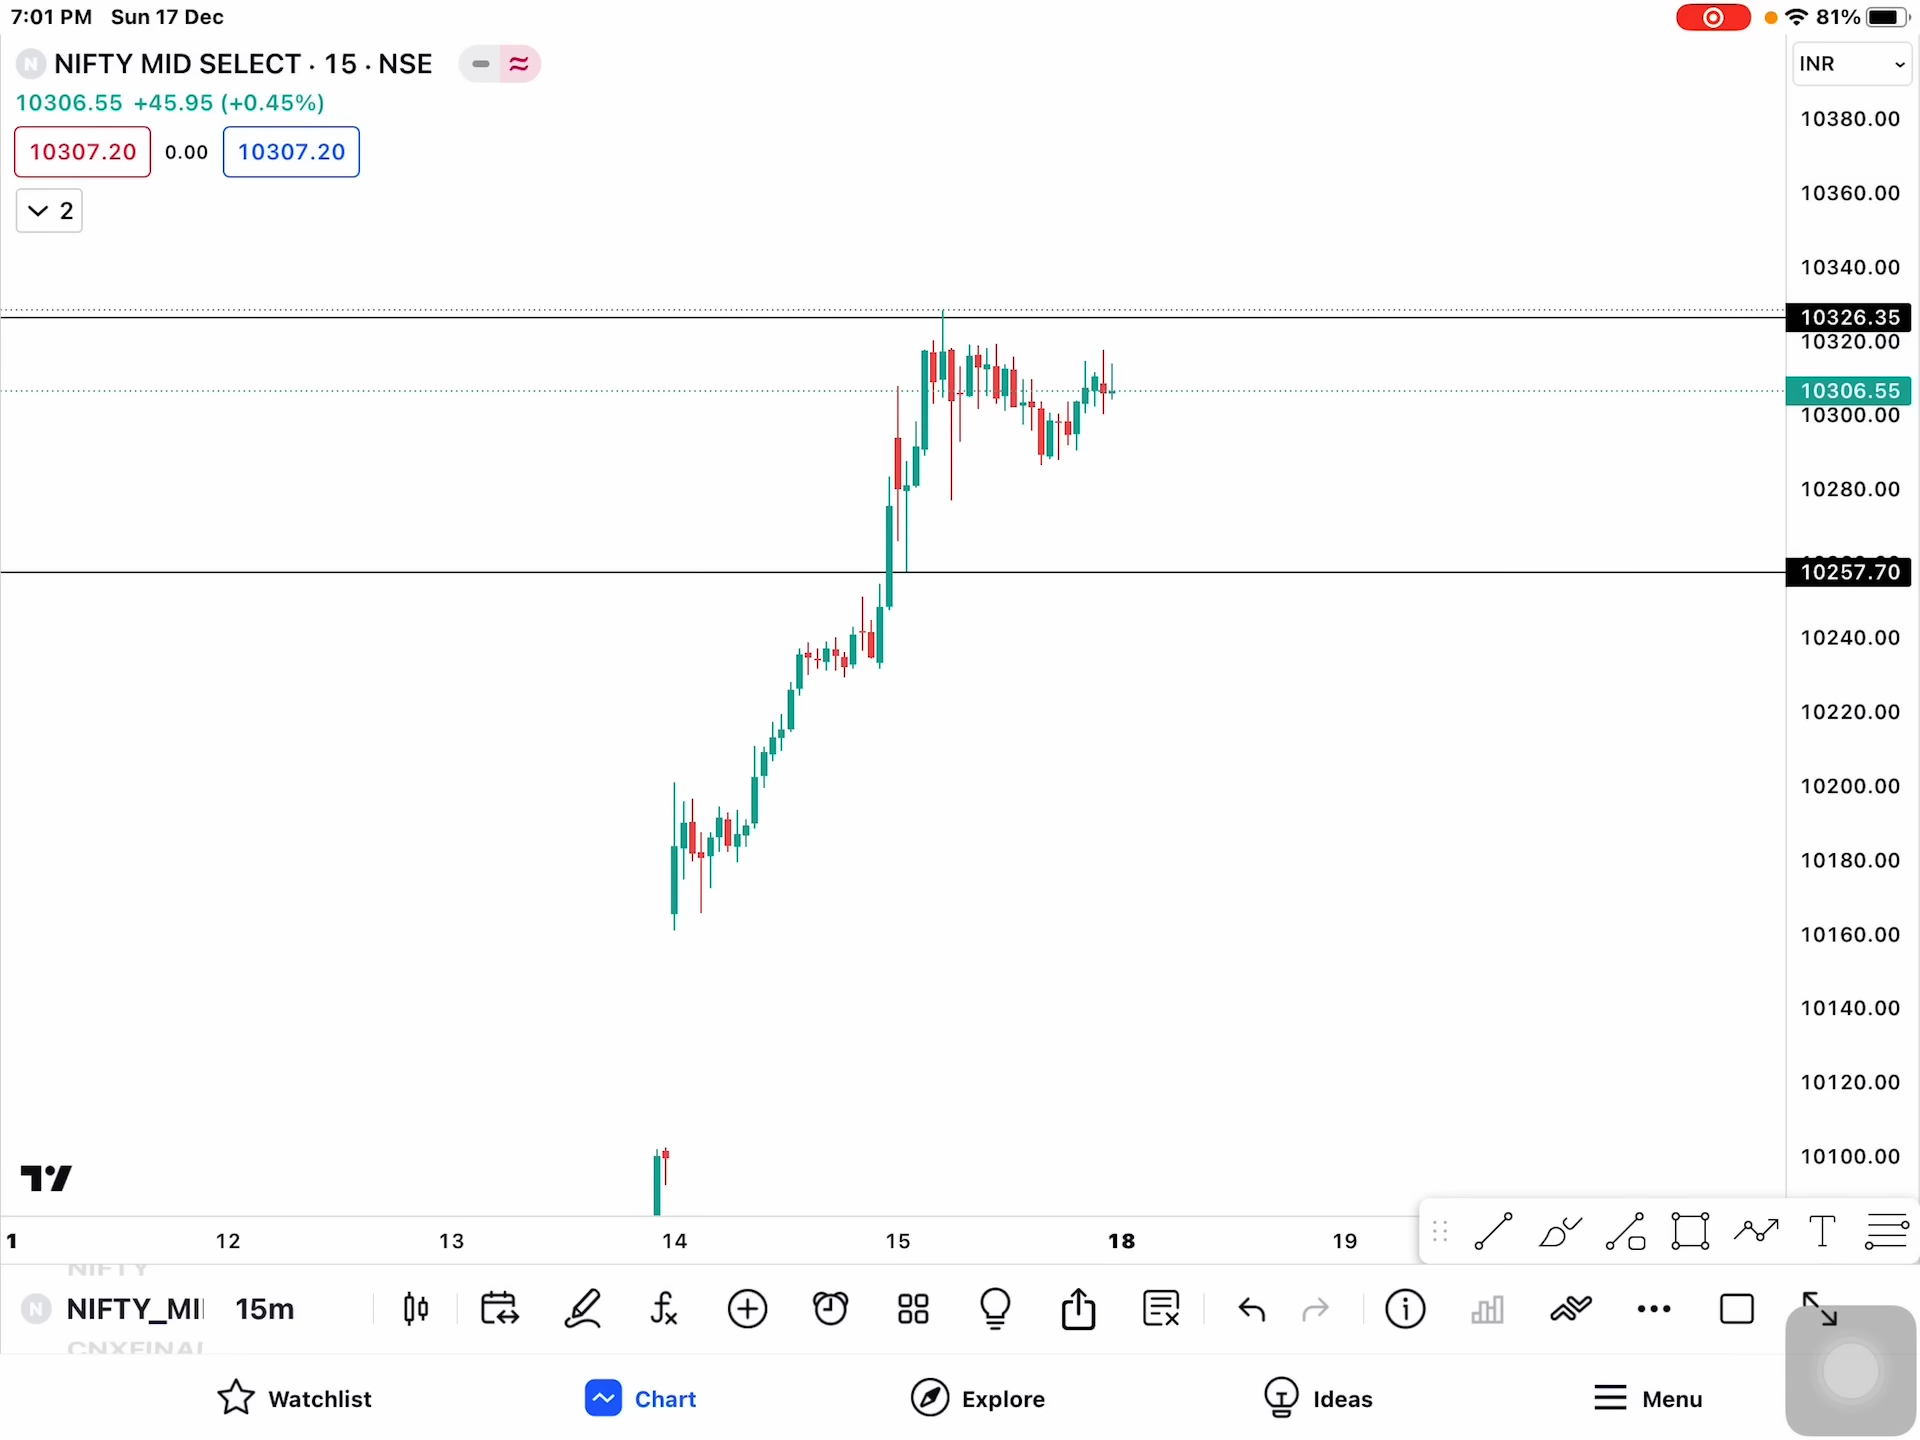 7:01 PM Sun 17 Dec
81%
N NIFTY MID SELECT · 15 · NSE
INR
10306.55 +45.95 (+0.45%)
10307.20 0.00 10307.20
2
10380.00
10360.00
10340.00
10326.35
10320.00
10306.55
10300.00
10280.00
10257.70
10240.00
10220.00
10200.00
10180.00
10160.00
10140.00
10120.00
10100.00
1 12 13 14 15 18 19
NIFTY
N NIFTY_MI 15m
CNXFINAI
Watchlist Chart Explore Ideas Menu